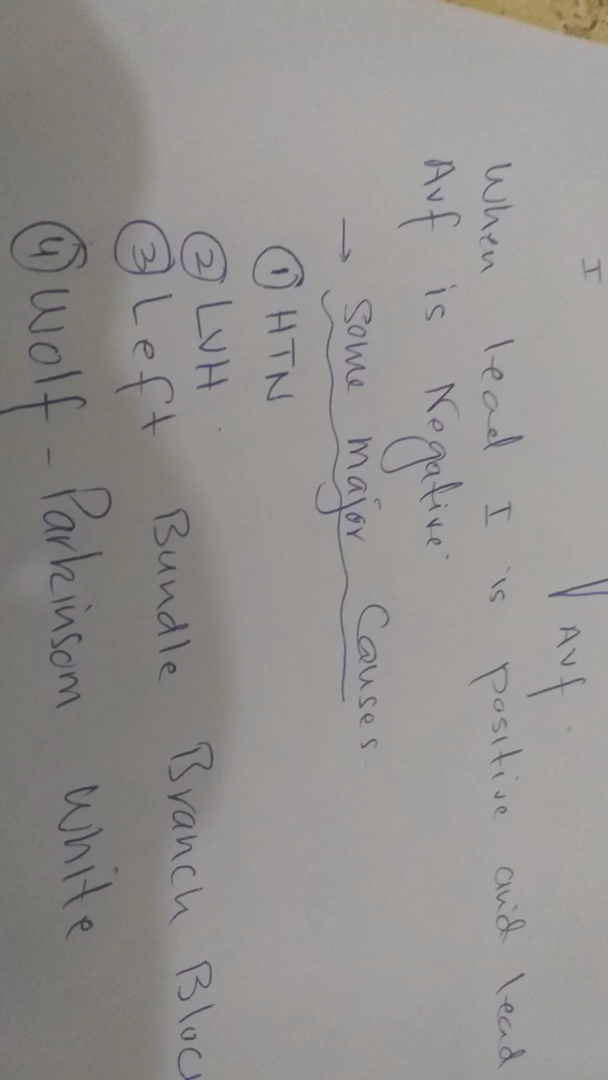 I
Avf
When lead I is positive and lead
Avf is Negative.
→ Some major Causes.
① HTN
② LVH
③ Left Bundle Branch Bloc
④ Wolf - Parkinsom White